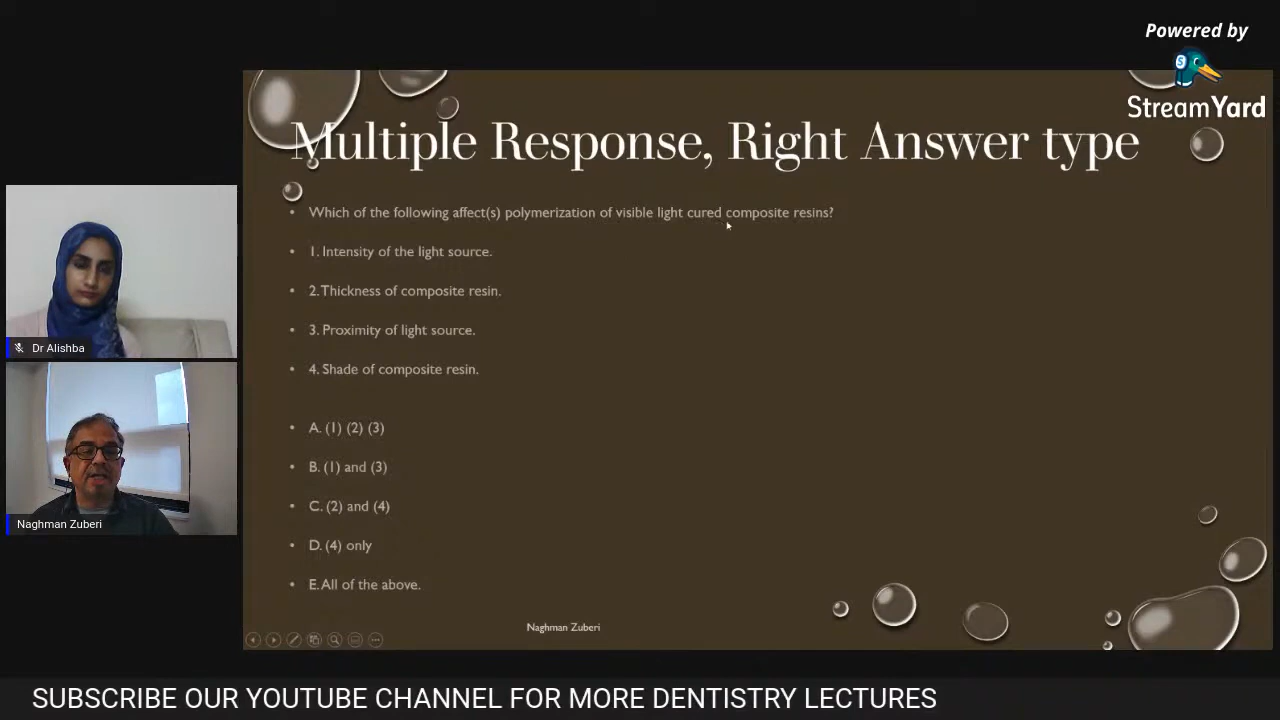 Powered by
StreamYard
Multiple Response, Right Answer type
• Which of the following affect(s) polymerization of visible light cured composite resins?
• 1. Intensity of the light source.
• 2. Thickness of composite resin.
• 3. Proximity of light source.
• 4. Shade of composite resin.
• A. (1) (2) (3)
• B. (1) and (3)
• C. (2) and (4)
• D. (4) only
• E. All of the above.
Naghman Zuberi
Dr Alishba
Naghman Zuberi
SUBSCRIBE OUR YOUTUBE CHANNEL FOR MORE DENTISTRY LECTURES